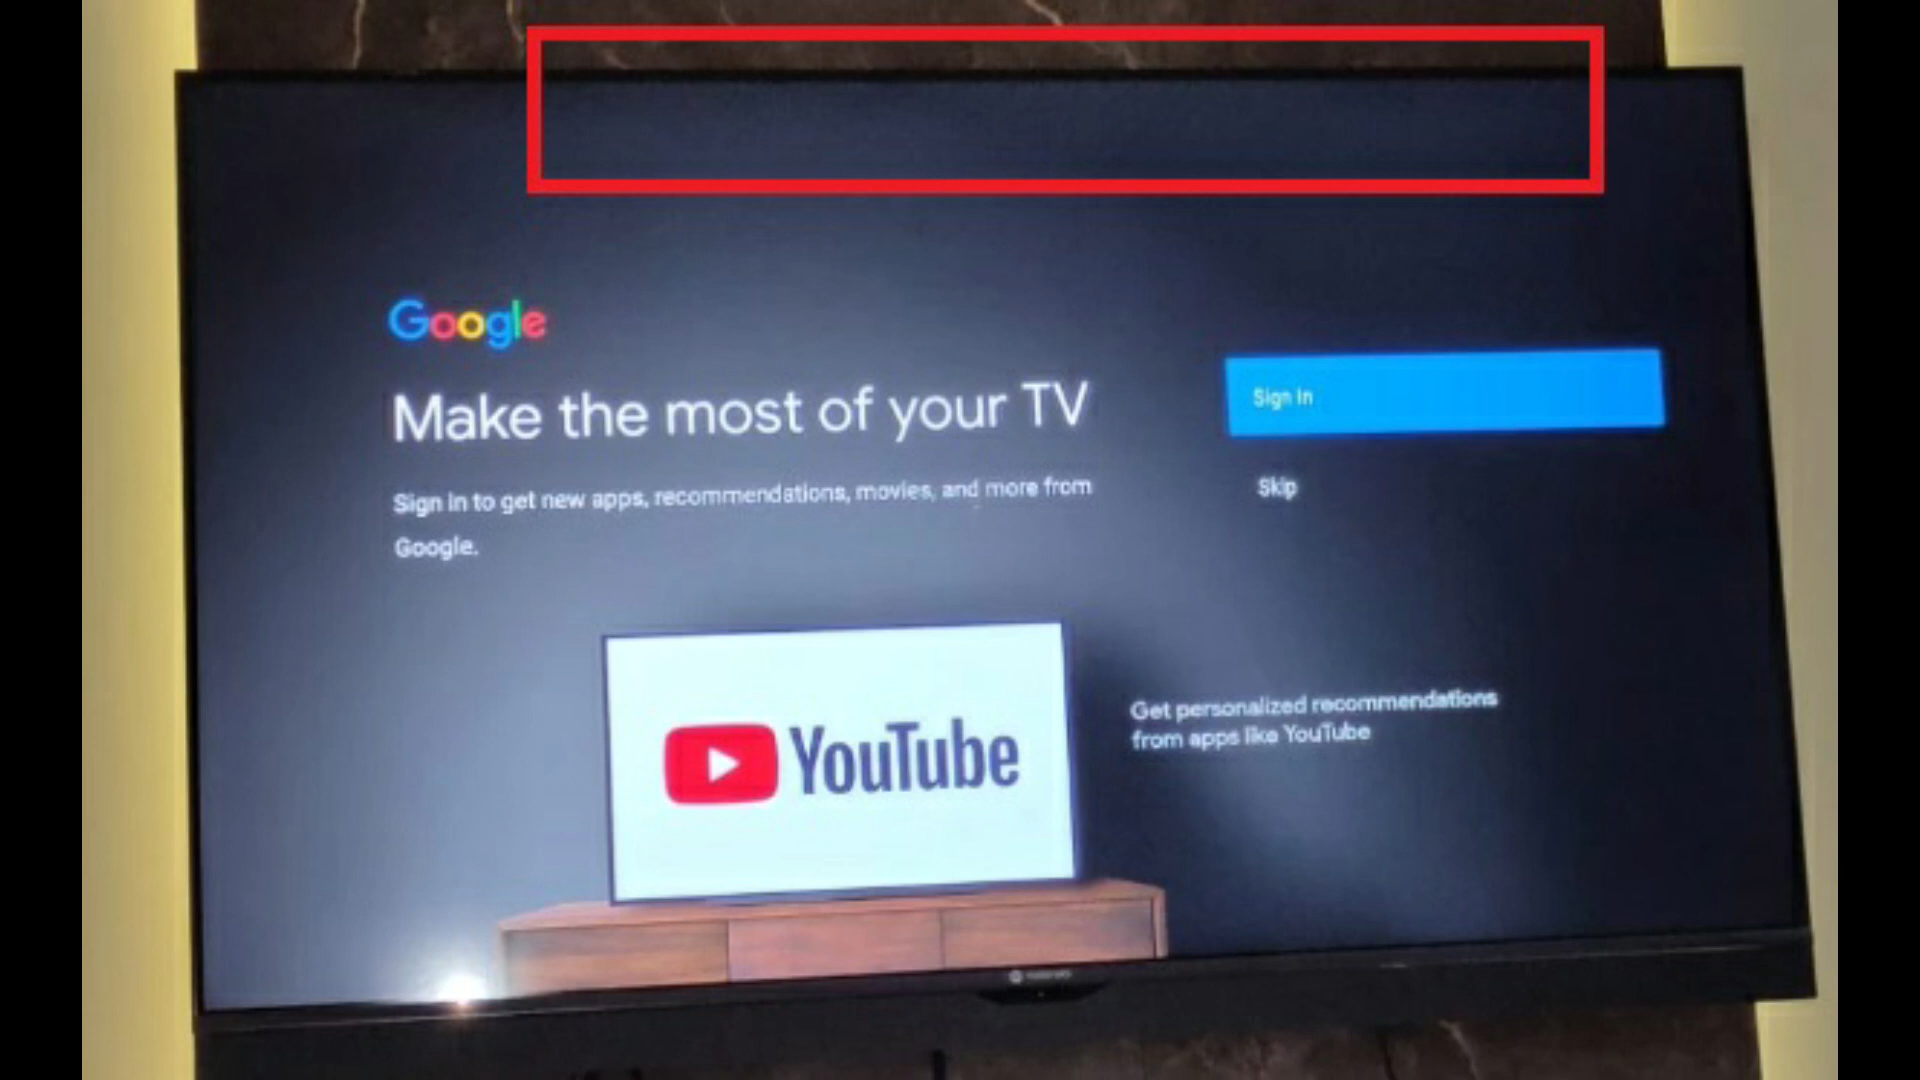 Google
Make the most of your TV
Sign in to get new apps, recommendations, movies, and more from
Google.
Sign In
Skip
YouTube
Get personalized recommendations
from apps like YouTube